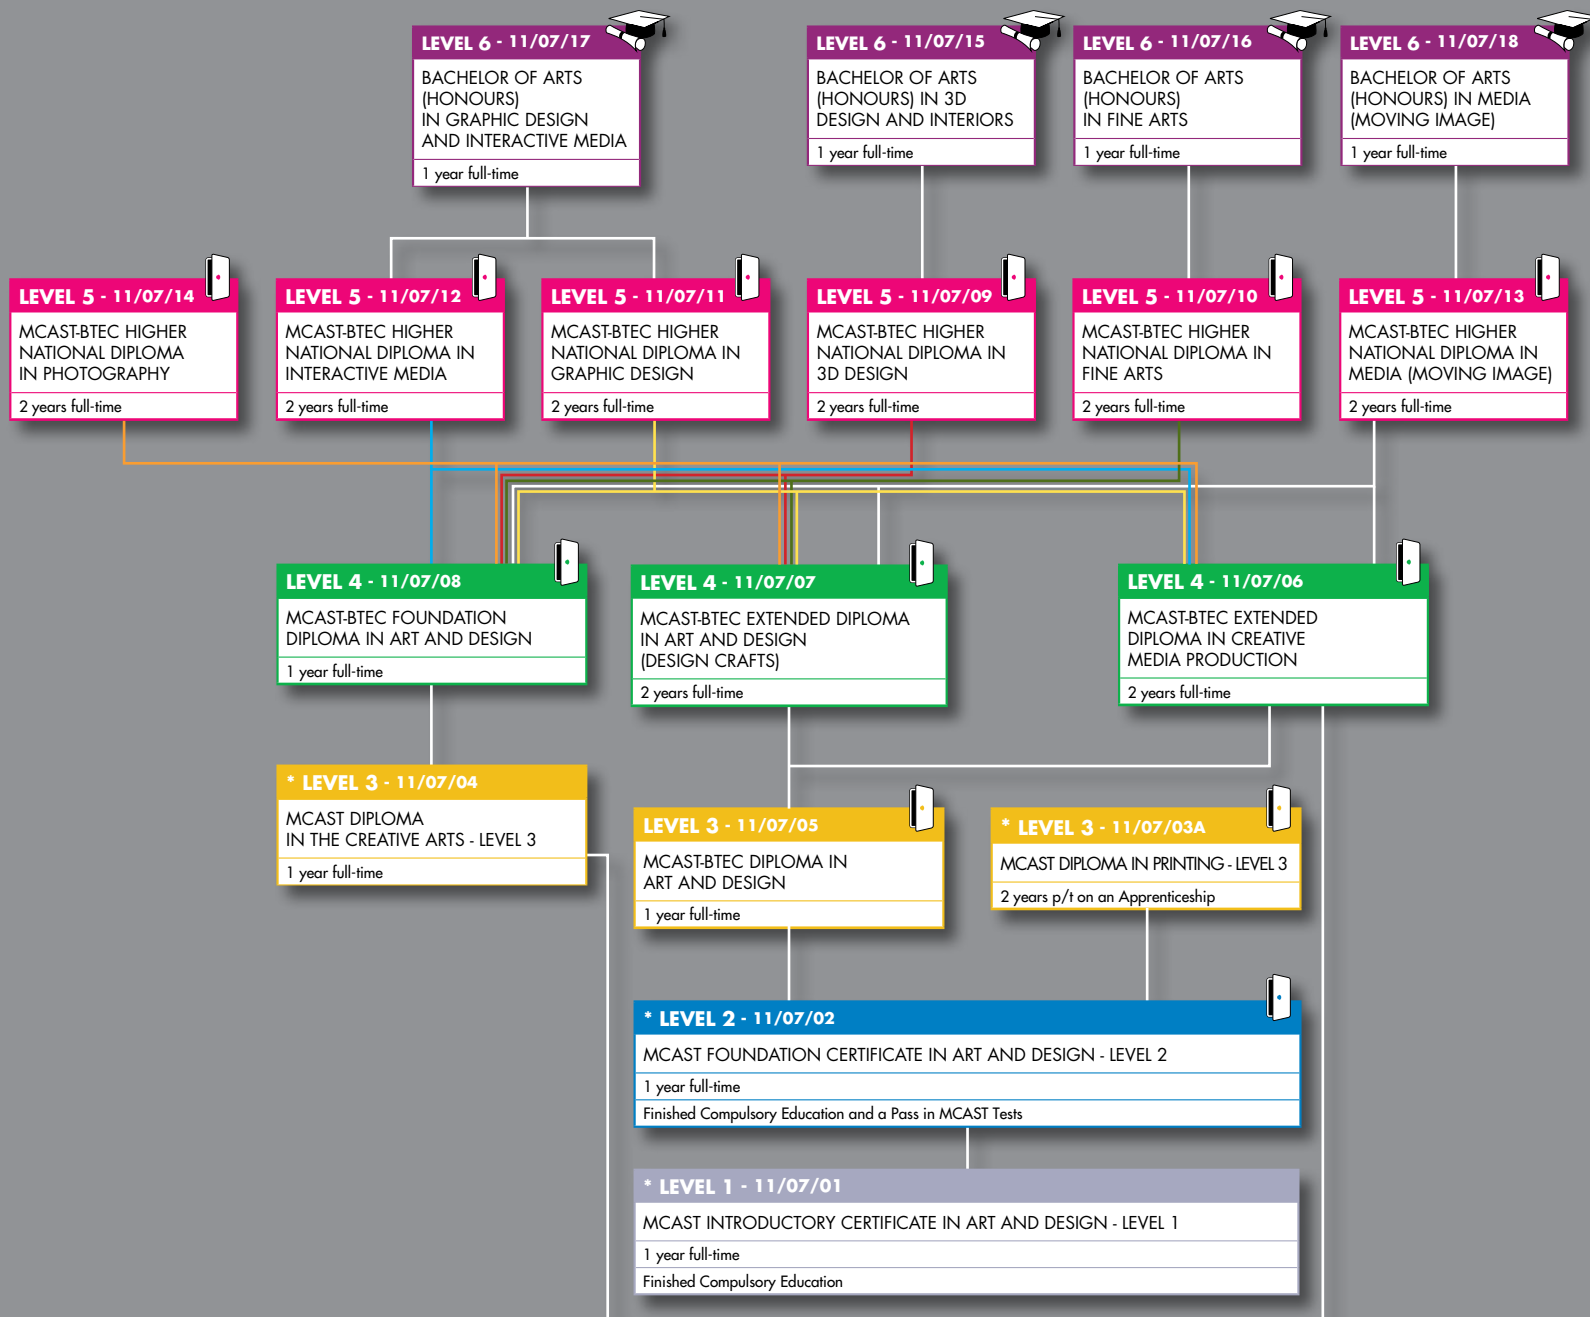 LEVEL 6 - 11/07/17
BACHELOR OF ARTS
(HONOURS)
IN GRAPHIC DESIGN
AND INTERACTIVE MEDIA
1 year full-time
LEVEL 6 - 11/07/15
BACHELOR OF ARTS
(HONOURS) IN 3D
DESIGN AND INTERIORS
1 year full-time
LEVEL 6 - 11/07/16
BACHELOR OF ARTS
(HONOURS)
IN FINE ARTS
1 year full-time
LEVEL 6 - 11/07/18
BACHELOR OF ARTS
(HONOURS) IN MEDIA
(MOVING IMAGE)
1 year full-time
LEVEL 5 - 11/07/14
MCAST-BTEC HIGHER
NATIONAL DIPLOMA
IN PHOTOGRAPHY
2 years full-time
LEVEL 5 - 11/07/12
MCAST-BTEC HIGHER
NATIONAL DIPLOMA IN
INTERACTIVE MEDIA
2 years full-time
LEVEL 5 - 11/07/11
MCAST-BTEC HIGHER
NATIONAL DIPLOMA IN
GRAPHIC DESIGN
2 years full-time
LEVEL 5 - 11/07/09
MCAST-BTEC HIGHER
NATIONAL DIPLOMA IN
3D DESIGN
2 years full-time
LEVEL 5 - 11/07/10
MCAST-BTEC HIGHER
NATIONAL DIPLOMA IN
FINE ARTS
2 years full-time
LEVEL 5 - 11/07/13
MCAST-BTEC HIGHER
NATIONAL DIPLOMA IN
MEDIA (MOVING IMAGE)
2 years full-time
LEVEL 4 - 11/07/08
MCAST-BTEC FOUNDATION
DIPLOMA IN ART AND DESIGN
1 year full-time
LEVEL 4 - 11/07/07
MCAST-BTEC EXTENDED DIPLOMA
IN ART AND DESIGN
(DESIGN CRAFTS)
2 years full-time
LEVEL 4 - 11/07/06
MCAST-BTEC EXTENDED
DIPLOMA IN CREATIVE
MEDIA PRODUCTION
2 years full-time
* LEVEL 3 - 11/07/04
MCAST DIPLOMA
IN THE CREATIVE ARTS - LEVEL 3
1 year full-time
LEVEL 3 - 11/07/05
MCAST-BTEC DIPLOMA IN
ART AND DESIGN
1 year full-time
* LEVEL 3 - 11/07/03A
MCAST DIPLOMA IN PRINTING - LEVEL 3
2 years p/t on an Apprenticeship
* LEVEL 2 - 11/07/02
MCAST FOUNDATION CERTIFICATE IN ART AND DESIGN - LEVEL 2
1 year full-time
Finished Compulsory Education and a Pass in MCAST Tests
* LEVEL 1 - 11/07/01
MCAST INTRODUCTORY CERTIFICATE IN ART AND DESIGN - LEVEL 1
1 year full-time
Finished Compulsory Education